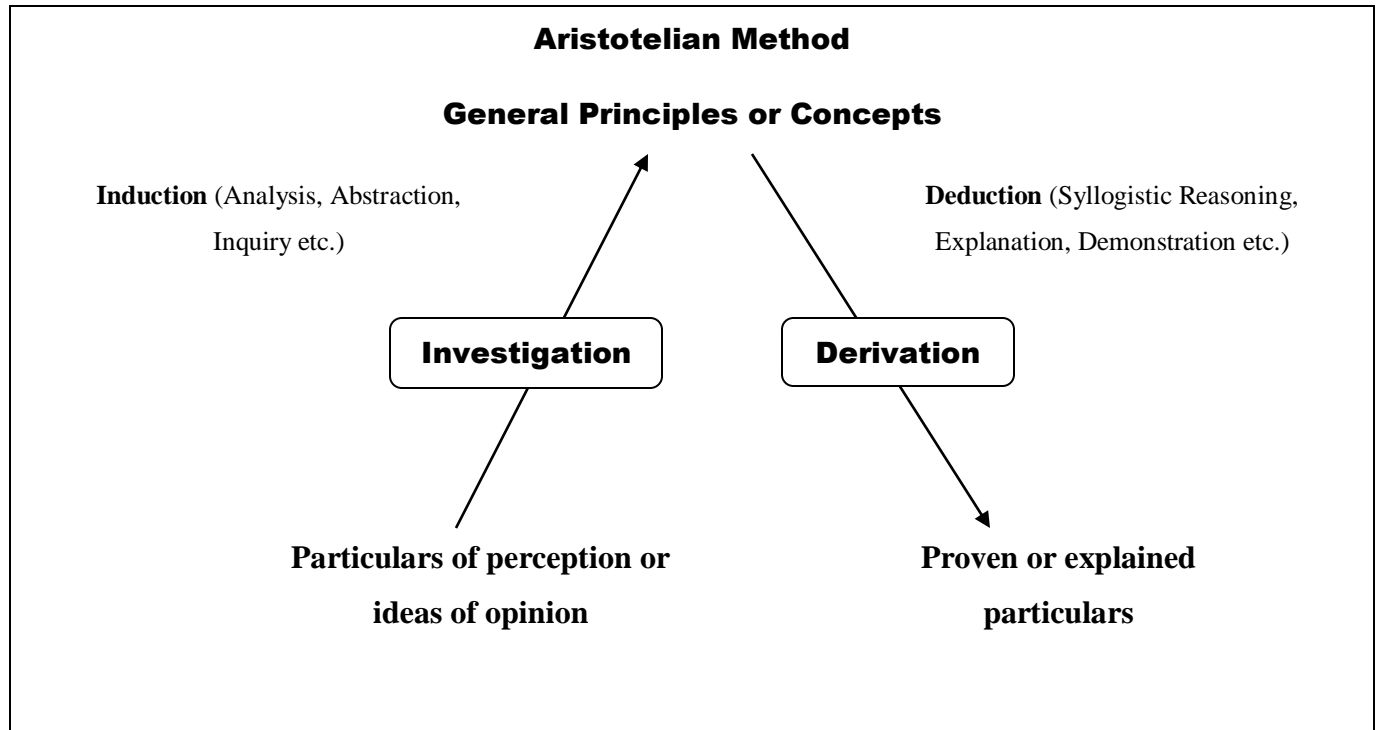 Aristotelian Method
General Principles or Concepts
Induction (Analysis, Abstraction,
Inquiry etc.)
Deduction (Syllogistic Reasoning,
Explanation, Demonstration etc.)
Investigation
Derivation
Particulars of perception or
ideas of opinion
Proven or explained
particulars